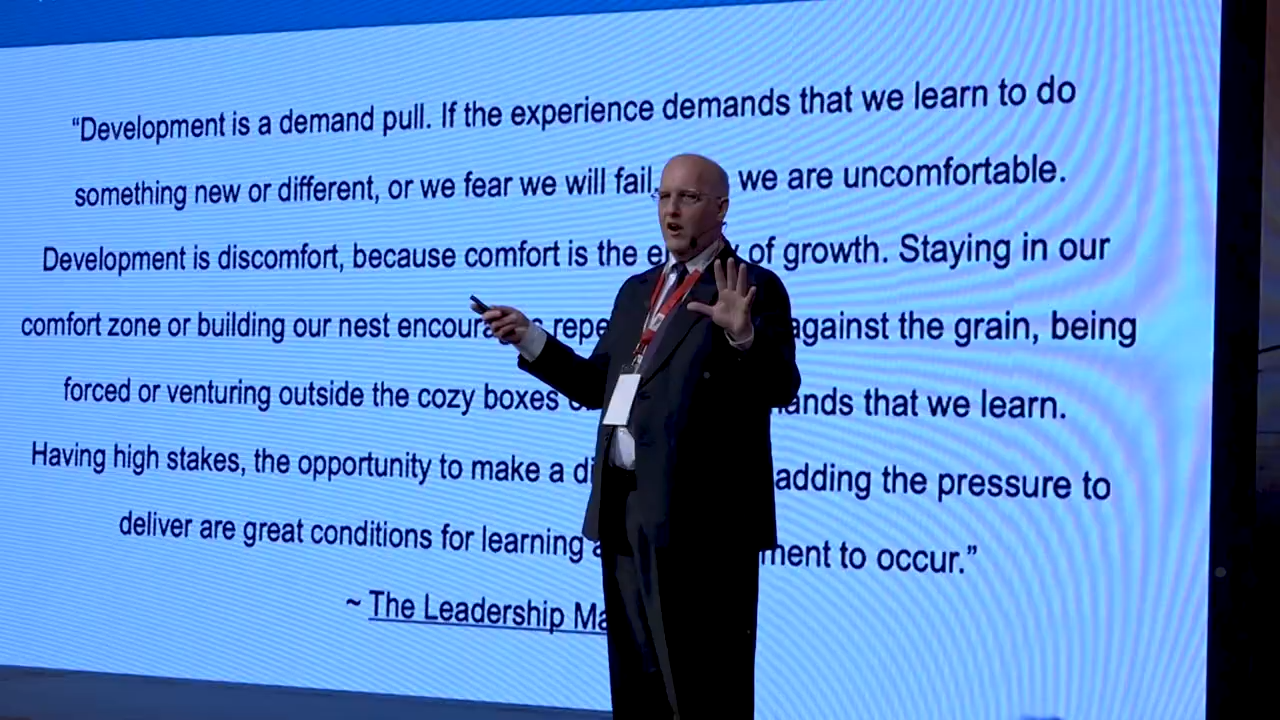 “Development is a demand pull. If the experience demands that we learn to do
something new or different, or we fear we will fail, we are uncomfortable.
Development is discomfort, because comfort is the of growth. Staying in our
comfort zone or building our nest against the grain, being
forced or venturing outside the cozy boxes that we learn.
Having high stakes, the opportunity to make a adding the pressure to
deliver are great conditions for learning to occur.”
~ The Leadership